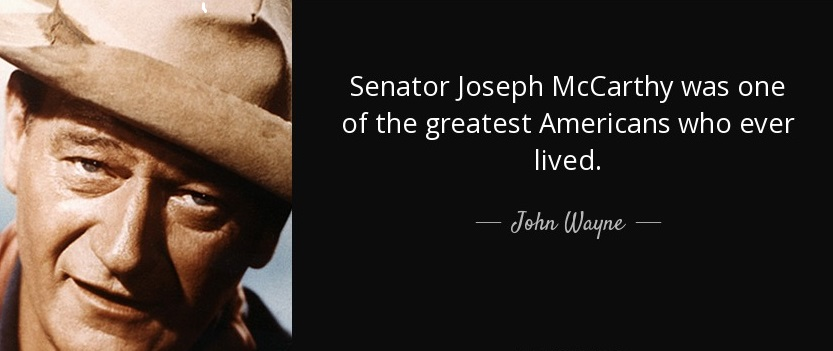 Senator Joseph McCarthy was one
of the greatest Americans who ever
lived.
John Wayne